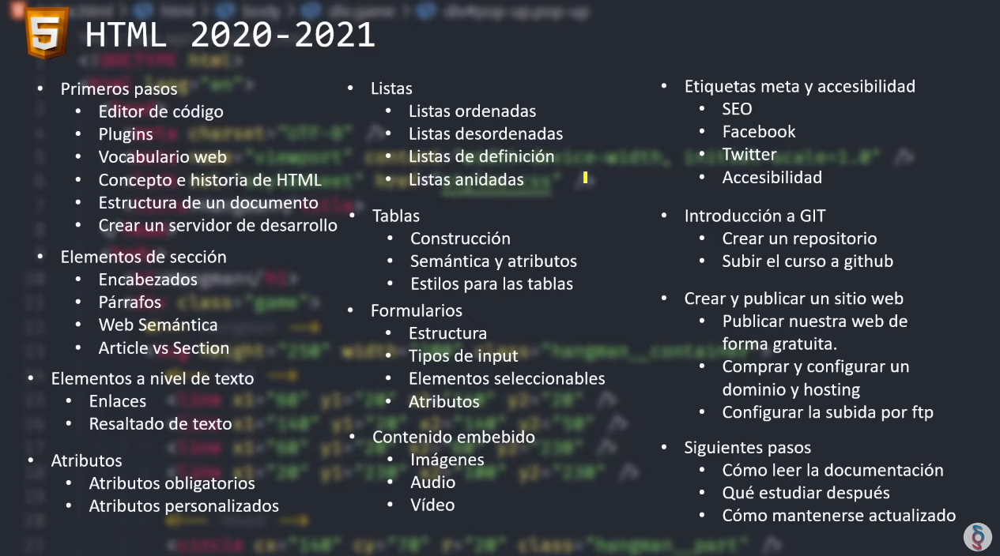 HTML 2020-2021
• Primeros pasos
• Editor de código
• Plugins
• Vocabulario web
• Concepto e historia de HTML
• Estructura de un documento
• Crear un servidor de desarrollo
• Elementos de sección
• Encabezados
• Párrafos
• Web Semántica
• Article vs Section
• Elementos a nivel de texto
• Enlaces
• Resaltado de texto
• Atributos
• Atributos obligatorios
• Atributos personalizados
• Listas
• Listas ordenadas
• Listas desordenadas
• Listas de definición
• Listas anidadas
• Tablas
• Construcción
• Semántica y atributos
• Estilos para las tablas
• Formularios
• Estructura
• Tipos de input
• Elementos seleccionables
• Atributos
• Contenido embebido
• Imágenes
• Audio
• Vídeo
• Etiquetas meta y accesibilidad
• SEO
• Facebook
• Twitter
• Accesibilidad
• Introducción a GIT
• Crear un repositorio
• Subir el curso a github
• Crear y publicar un sitio web
• Publicar nuestra web de
forma gratuita.
• Comprar y configurar un
dominio y hosting
• Configurar la subida por ftp
• Siguientes pasos
• Cómo leer la documentación
• Qué estudiar después
• Cómo mantenerse actualizado